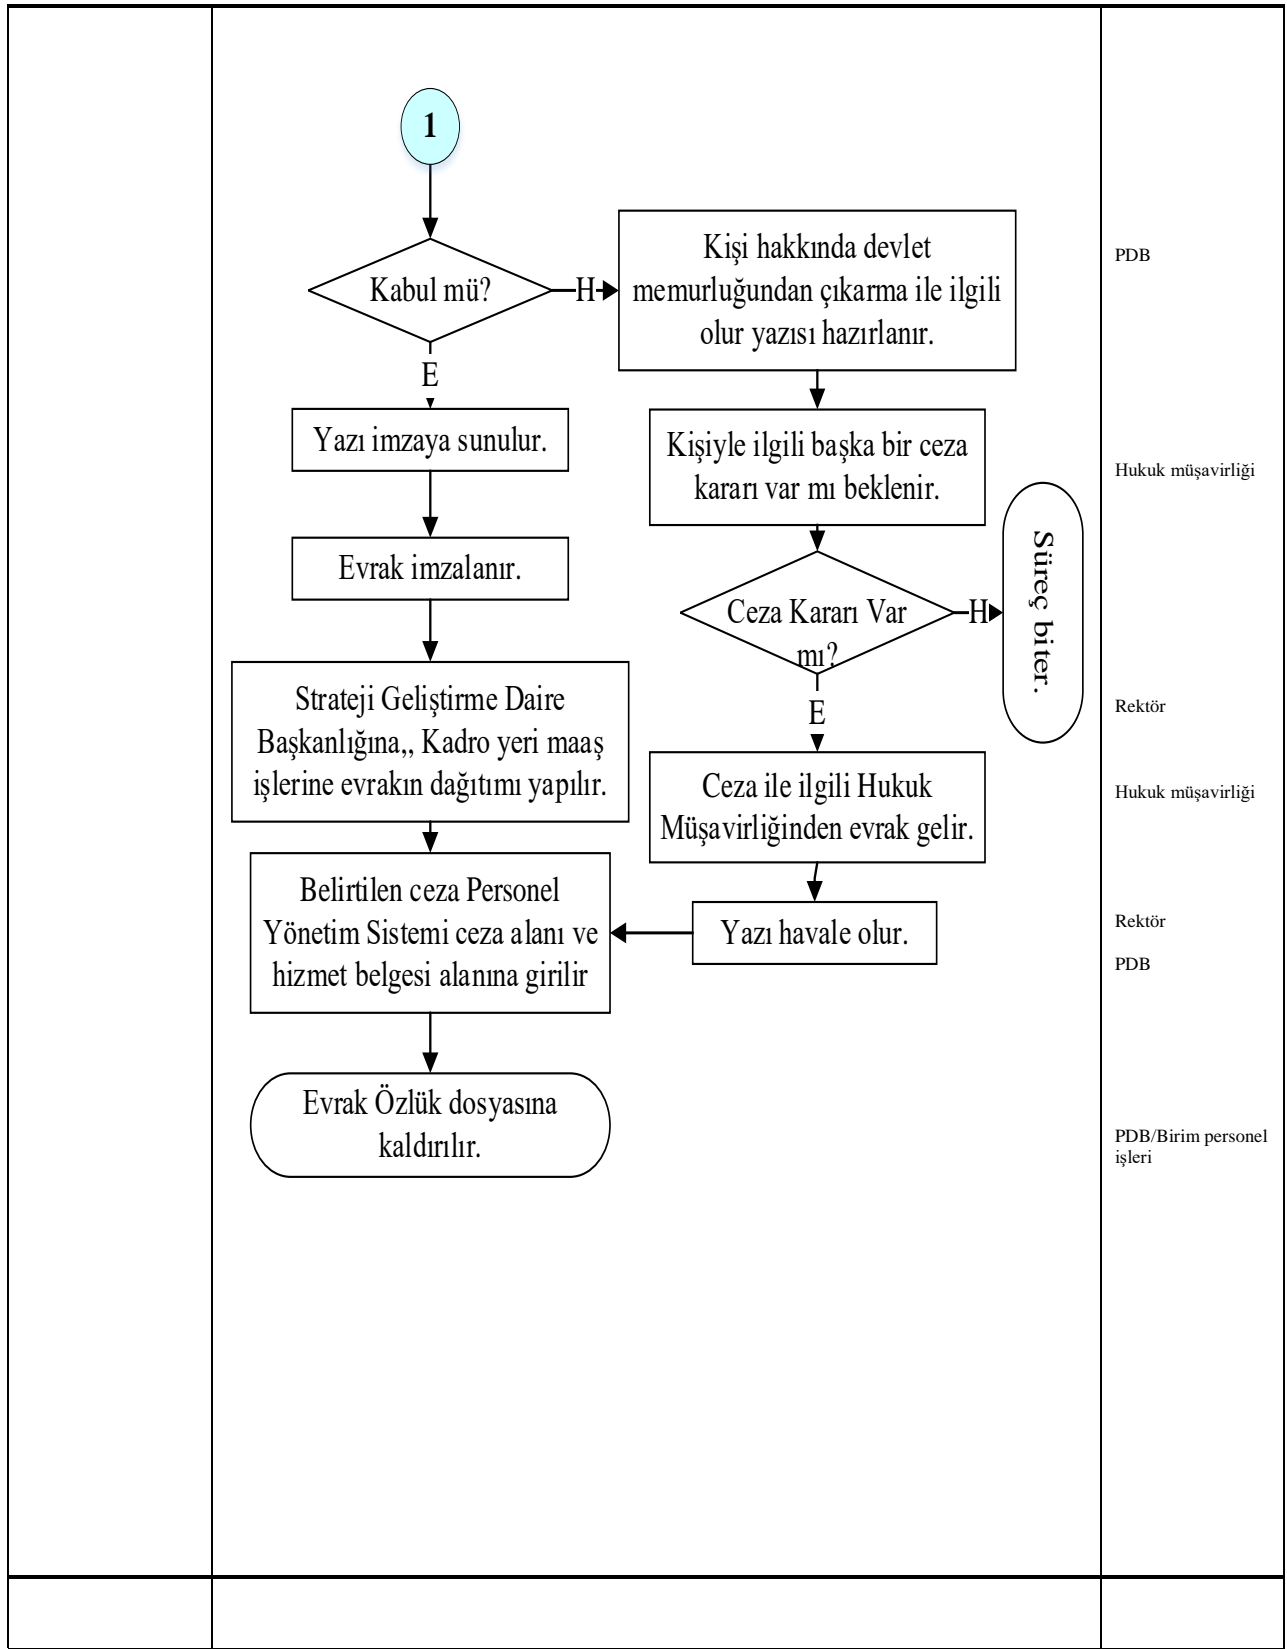 1
Kabul mü?
H
E
Kişi hakkında devlet
memurluğundan çıkarma ile ilgili
olur yazısı hazırlanır.
PDB
Yazı imzaya sunulur.
Kişiyle ilgili başka bir ceza
kararı var mı beklenir.
Hukuk müşavirliği
Evrak imzalanır.
Ceza Kararı Var
mı?
H
E
Süreç biter.
Strateji Geliştirme Daire
Başkanlığına,, Kadro yeri maaş
işlerine evrakın dağıtımı yapılır.
Rektör
Ceza ile ilgili Hukuk
Müşavirliğinden evrak gelir.
Hukuk müşavirliği
Belirtilen ceza Personel
Yönetim Sistemi ceza alanı ve
hizmet belgesi alanına girilir
Yazı havale olur.
Rektör
PDB
Evrak Özlük dosyasına
kaldırılır.
PDB/Birim personel
işleri